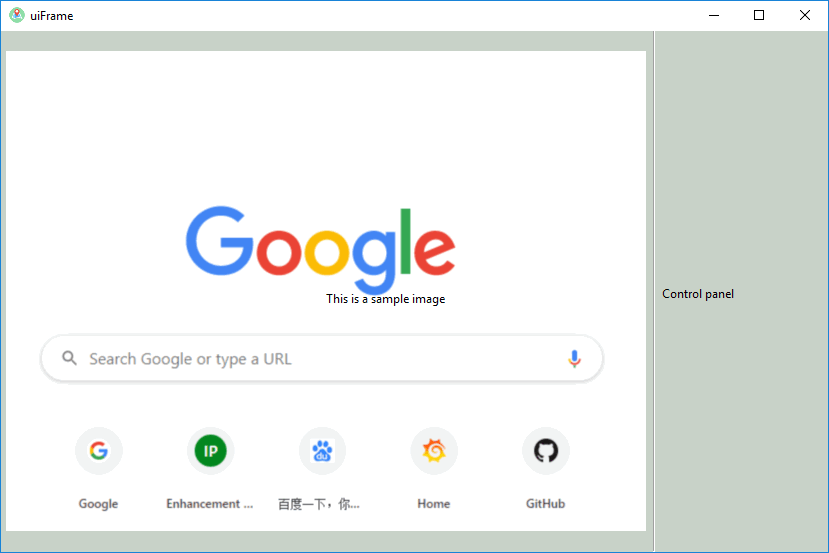 uiFrame
Google
This is a sample image
Control panel
Search Google or type a URL
G
IP
du
Google
Enhancement ...
百度一下，你...
Home
GitHub